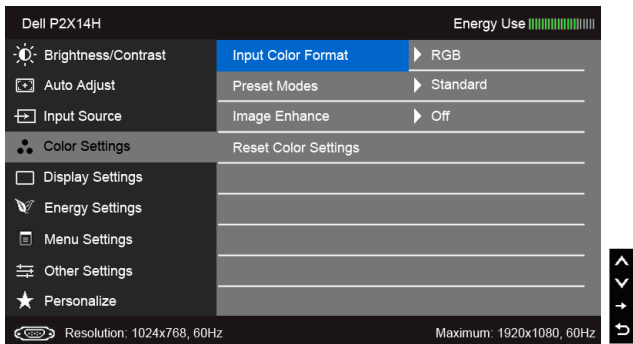 Dell P2X14H Energy Use
Brightness/Contrast Input Color Format RGB
Auto Adjust Preset Modes Standard
Input Source Image Enhance Off
Color Settings Reset Color Settings
Display Settings
Energy Settings
Menu Settings
Other Settings
Personalize
Resolution: 1024x768, 60Hz Maximum: 1920x1080, 60Hz